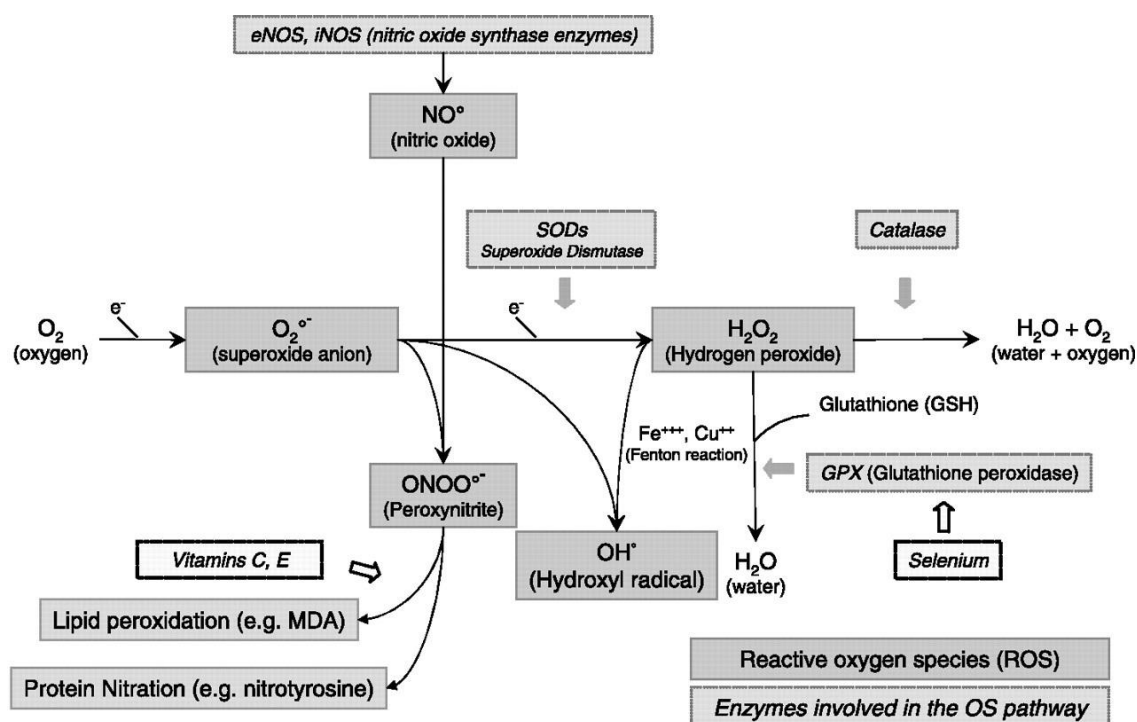 eNOS, iNOS (nitric oxide synthase enzymes)
NO°
(nitric oxide)
SODs
Superoxide Dismutase
Catalase
e⁻
e⁻
O₂
(oxygen)
O₂°⁻
(superoxide anion)
H₂O₂
(Hydrogen peroxide)
H₂O + O₂
(water + oxygen)
Glutathione (GSH)
Fe⁺⁺⁺, Cu⁺⁺
(Fenton reaction)
GPX (Glutathione peroxidase)
ONOO°⁻
(Peroxynitrite)
OH°
(Hydroxyl radical)
H₂O
(water)
Selenium
Vitamins C, E
Lipid peroxidation (e.g. MDA)
Protein Nitration (e.g. nitrotyrosine)
Reactive oxygen species (ROS)
Enzymes involved in the OS pathway